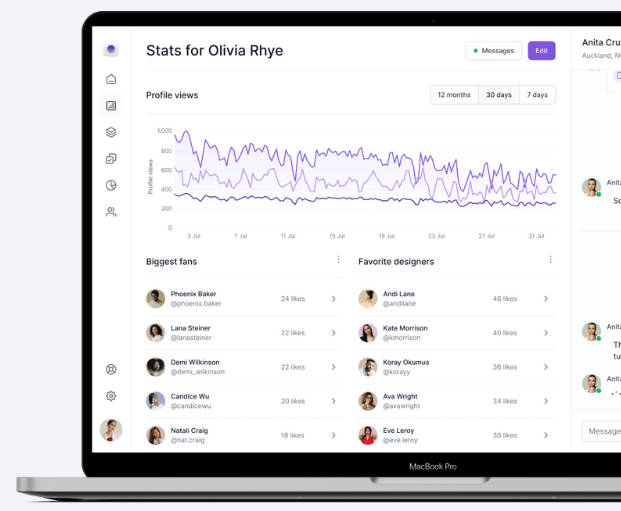 Stats for Olivia Rhye
Messages
Edit
Profile views
12 months
30 days
7 days
Profile views
1,000
800
600
400
200
0
3 Jul
7 Jul
11 Jul
15 Jul
19 Jul
23 Jul
27 Jul
31 Jul
Biggest fans
Phoenix Baker
@phoenix.baker
24 likes
Lana Steiner
@lanasteiner
22 likes
Demi Wilkinson
@demi_wilkinson
22 likes
Candice Wu
@candicewu
20 likes
Natali Craig
@nat.craig
18 likes
Favorite designers
Andi Lane
@andilane
46 likes
Kate Morrison
@kmorrison
40 likes
Koray Okumus
@korayy
36 likes
Ava Wright
@avawright
34 likes
Eve Leroy
@eve.leroy
30 likes
Anita Cru
Auckland, N
Anita
So
Anita
Th
tu
Anita
Message
MacBook Pro